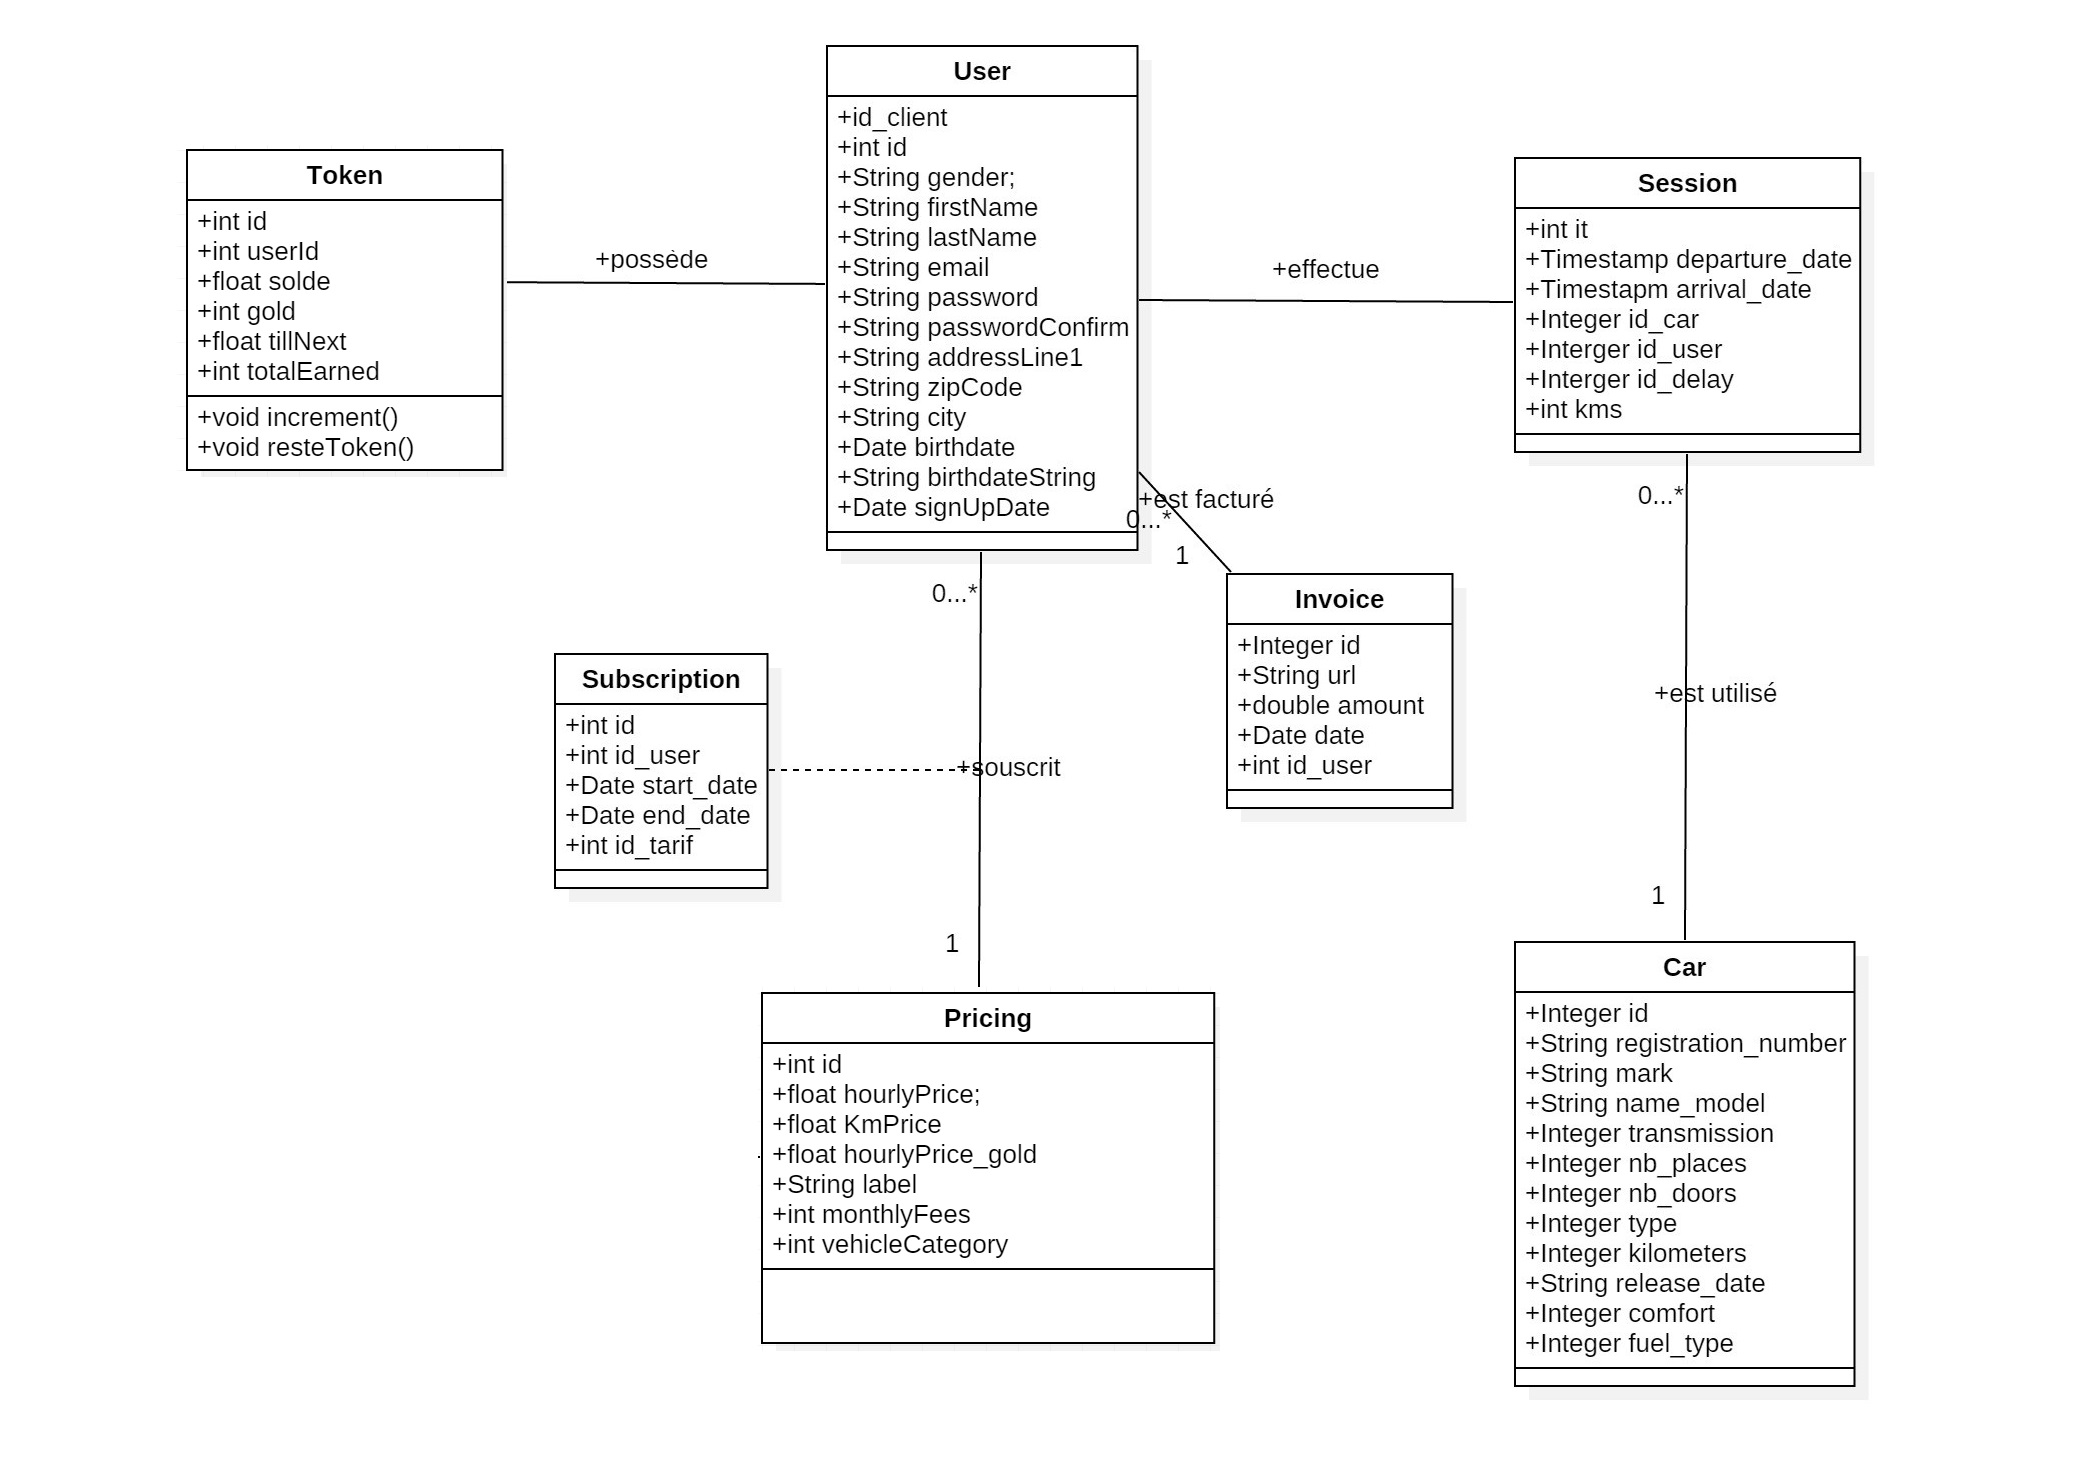 User
+id_client
+int id
+String gender;
+String firstName
+String lastName
+String email
+String password
+String passwordConfirm
+String addressLine1
+String zipCode
+String city
+Date birthdate
+String birthdateString
+Date signUpDate
Token
+int id
+int userId
+float solde
+int gold
+float tillNext
+int totalEarned
+void increment()
+void resteToken()
+possède
+effectue
Session
+int it
+Timestamp departure_date
+Timestapm arrival_date
+Integer id_car
+Interger id_user
+Interger id_delay
+int kms
+est facturé
0...*
1
0...*
0...*
Invoice
+Integer id
+String url
+double amount
+Date date
+int id_user
Subscription
+int id
+int id_user
+Date start_date
+Date end_date
+int id_tarif
+souscrit
+est utilisé
1
1
Pricing
+int id
+float hourlyPrice;
+float KmPrice
+float hourlyPrice_gold
+String label
+int monthlyFees
+int vehicleCategory
Car
+Integer id
+String registration_number
+String mark
+String name_model
+Integer transmission
+Integer nb_places
+Integer nb_doors
+Integer type
+Integer kilometers
+String release_date
+Integer comfort
+Integer fuel_type